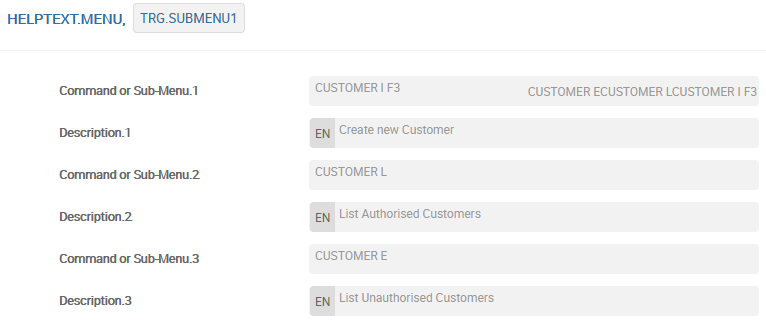 HELPTEXT.MENU, TRG.SUBMENU1
Command or Sub-Menu.1 CUSTOMER I F3 CUSTOMER ECUSTOMER LCUSTOMER I F3
Description.1 EN Create new Customer
Command or Sub-Menu.2 CUSTOMER L
Description.2 EN List Authorised Customers
Command or Sub-Menu.3 CUSTOMER E
Description.3 EN List Unauthorised Customers